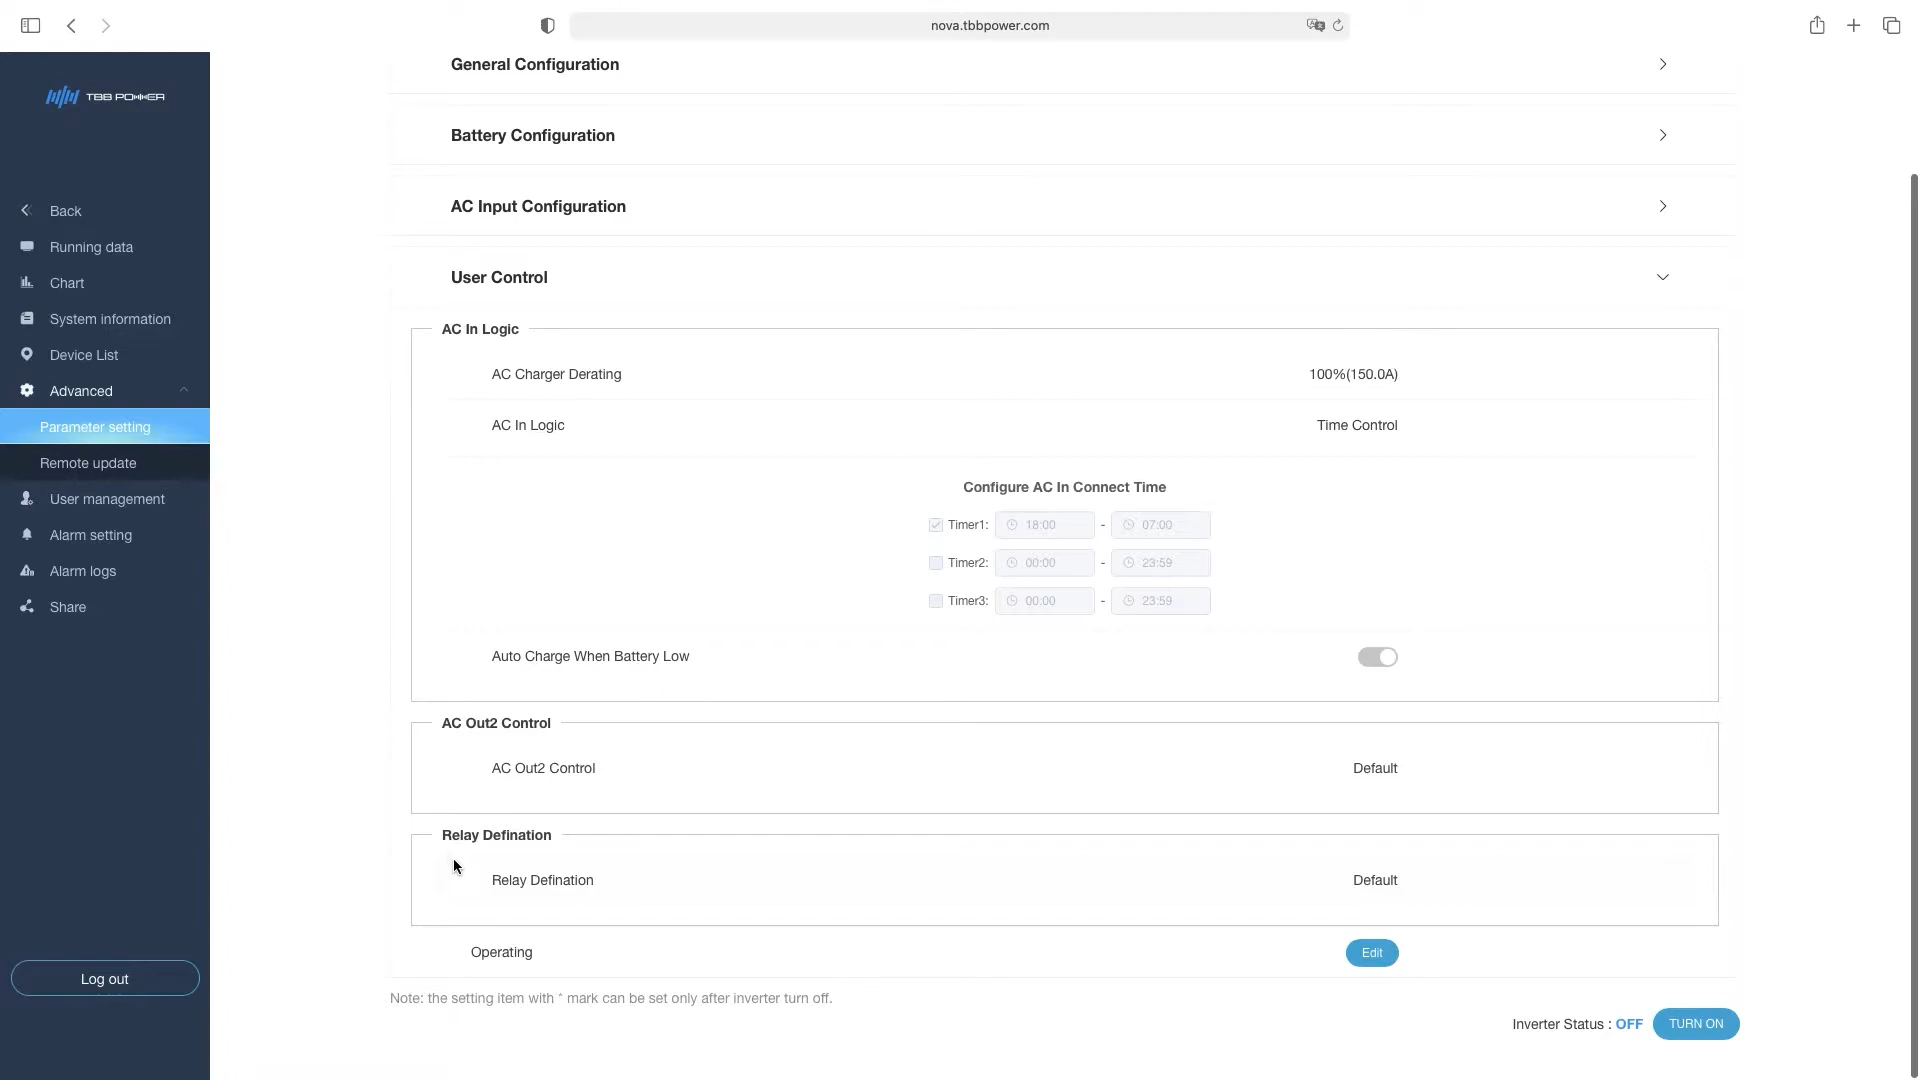 nova.tbbpower.com
TBB POWER
Back
Running data
Chart
System information
Device List
Advanced
Parameter setting
Remote update
User management
Alarm setting
Alarm logs
Share
Log out
General Configuration
Battery Configuration
AC Input Configuration
User Control
AC In Logic
AC Charger Derating 100%(150.0A)
AC In Logic Time Control
Configure AC In Connect Time
Timer1: 18:00 - 07:00
Timer2: 00:00 - 23:59
Timer3: 00:00 - 23:59
Auto Charge When Battery Low
AC Out2 Control
AC Out2 Control Default
Relay Defination
Relay Defination Default
Operating Edit
Note: the setting item with * mark can be set only after inverter turn off.
Inverter Status : OFF TURN ON